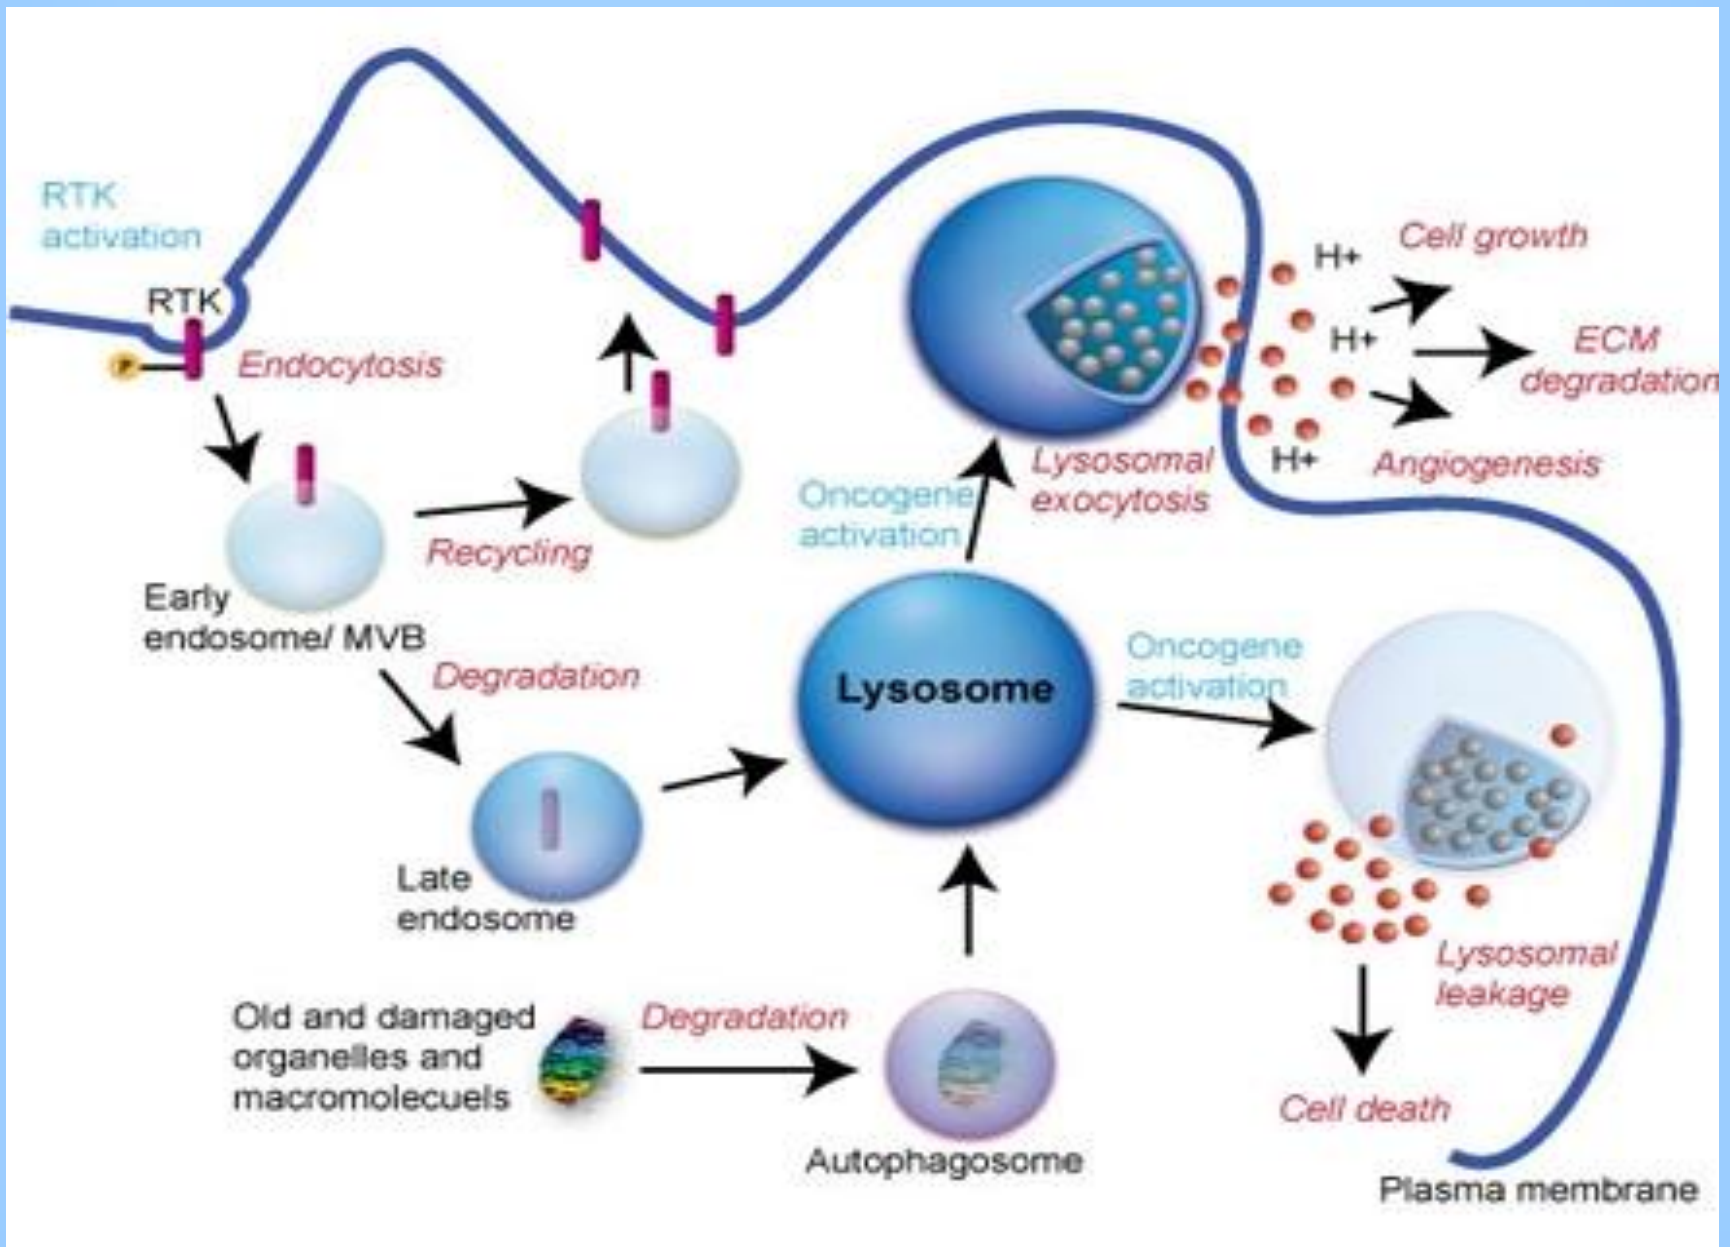 RTK
activation
RTK
P
Endocytosis
Early
endosome/ MVB
Recycling
Degradation
Late
endosome
Old and damaged
organelles and
macromolecuels
Degradation
Autophagosome
Lysosome
Oncogene
activation
Lysosomal
exocytosis
H+
H+
H+
Cell growth
ECM
degradation
Angiogenesis
Oncogene
activation
Lysosomal
leakage
Cell death
Plasma membrane